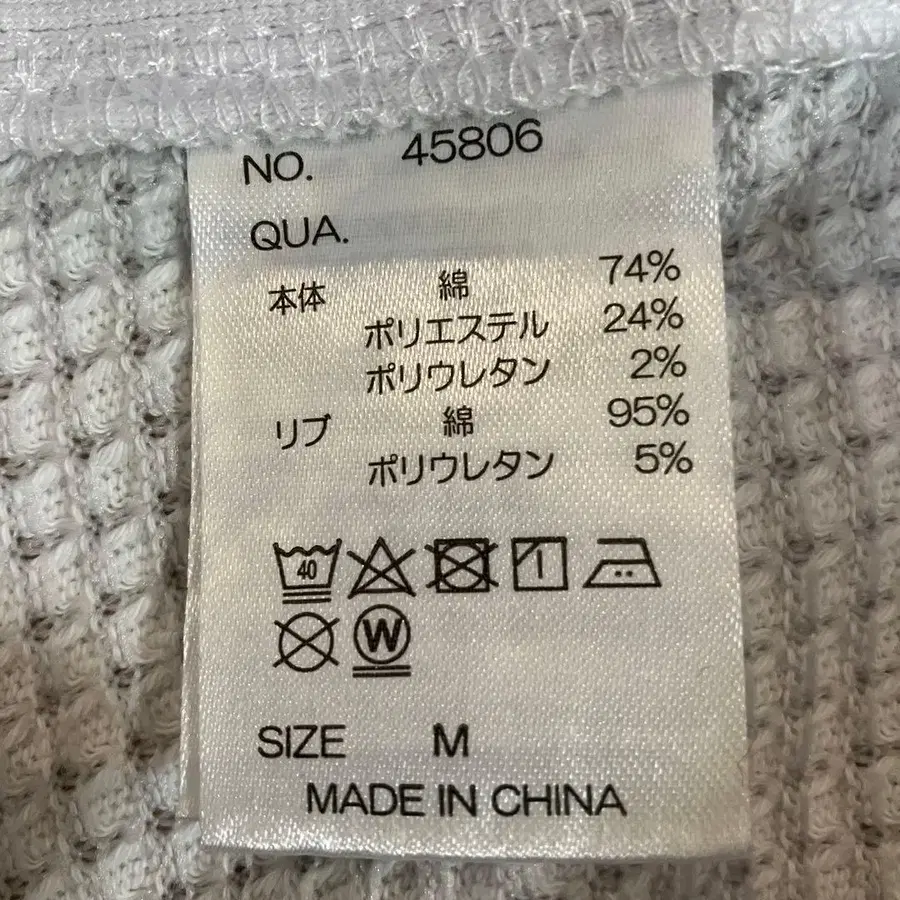 NO. 45806
QUA.
本体 綿 74%
ポリエステル 24%
ポリウレタン 2%
リブ 綿 95%
ポリウレタン 5%
40
W
SIZE M
MADE IN CHINA